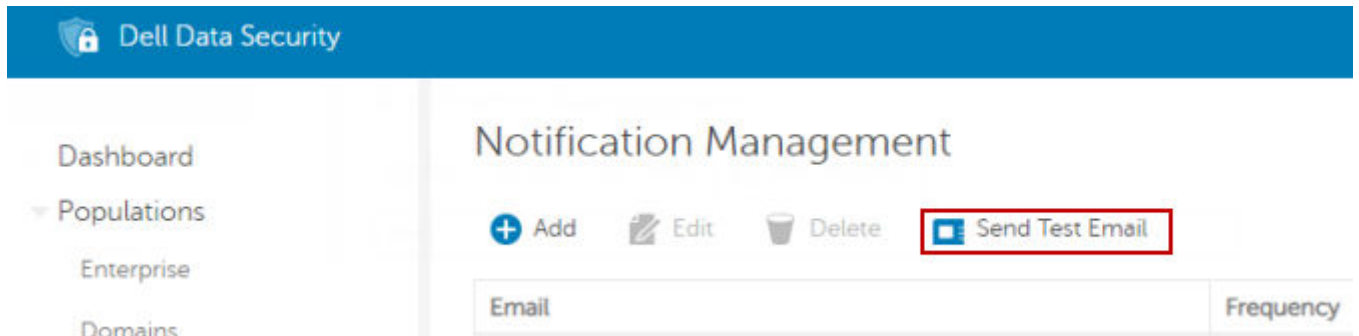 Dell Data Security
Dashboard
Populations
Enterprise
Domains
Notification Management
Add Edit Delete Send Test Email
Email Frequency